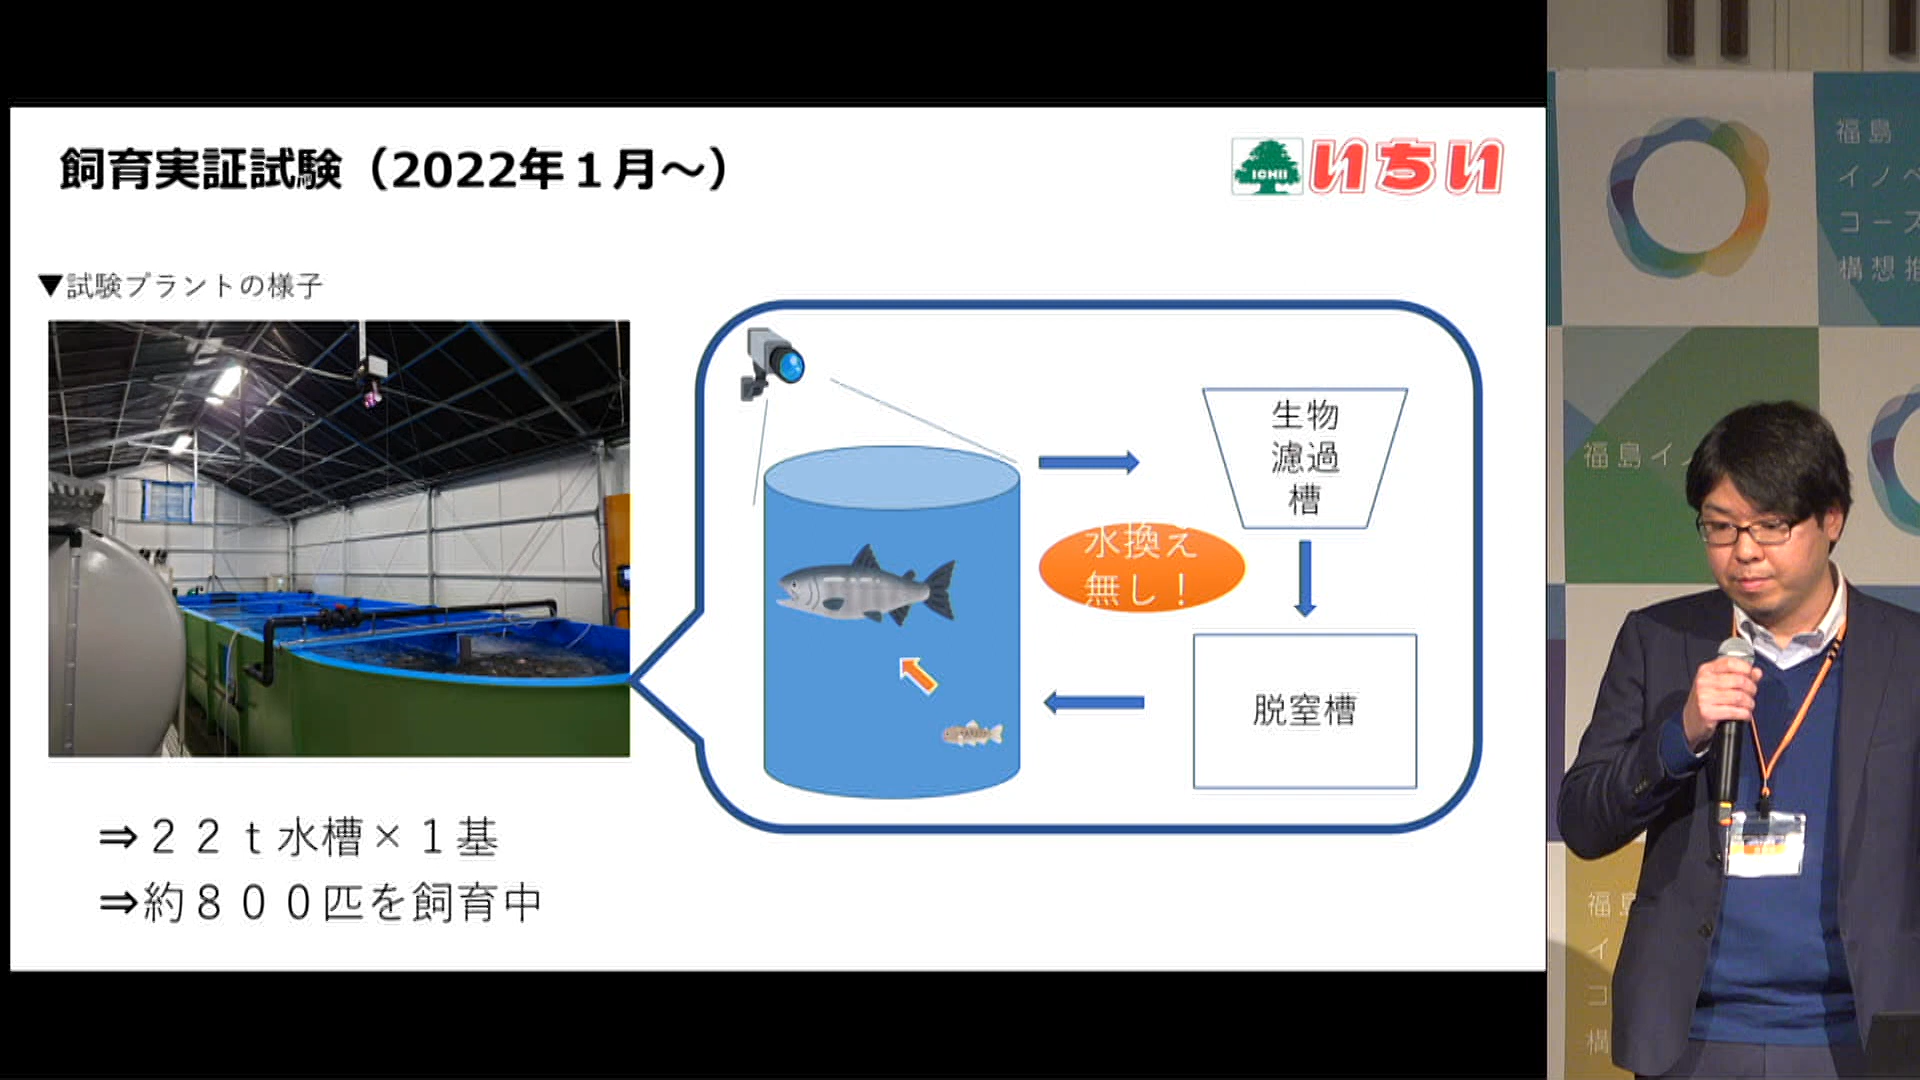 飼育実証試験（2022年１月～）
ICHII
いちい
▼試験プラントの様子
生物
濾過
槽
水換え
無し！
脱窒槽
⇒２２ｔ水槽×１基
⇒約８００匹を飼育中
福島
イノベ
コース
構想推
福島イノ
福島
イ
コ
構